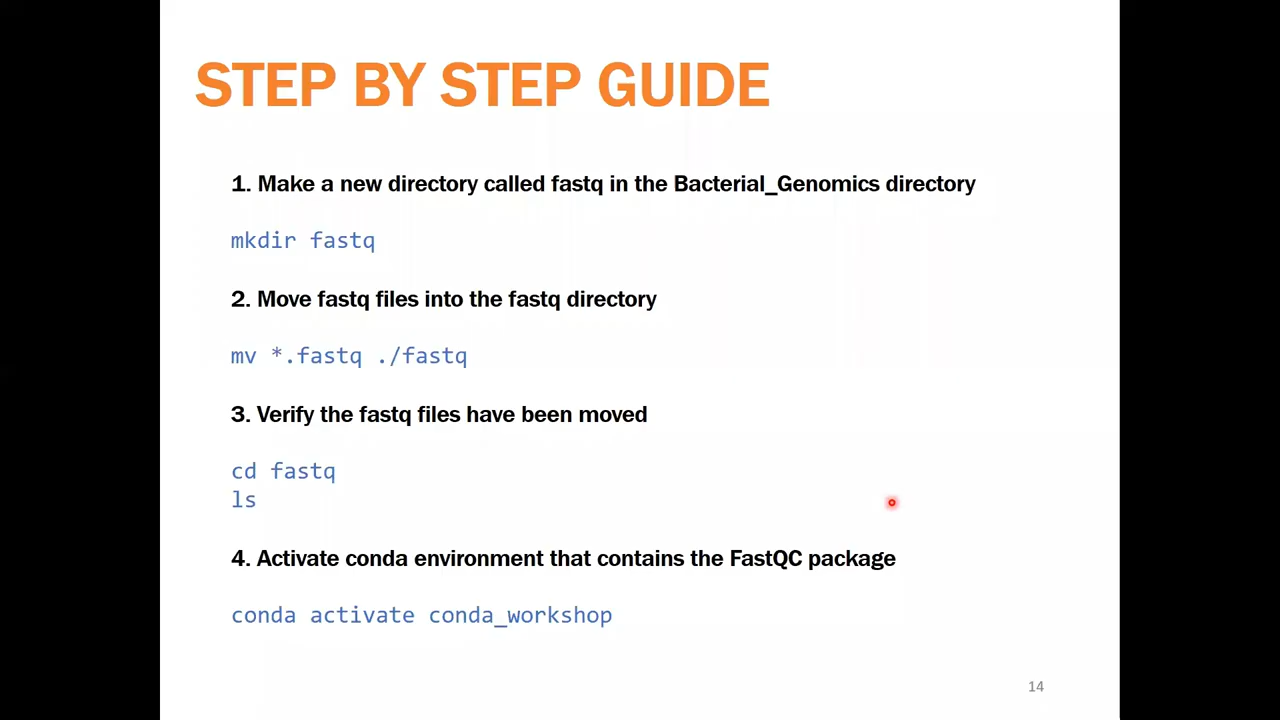 STEP BY STEP GUIDE
1. Make a new directory called fastq in the Bacterial_Genomics directory
mkdir fastq
2. Move fastq files into the fastq directory
mv *.fastq ./fastq
3. Verify the fastq files have been moved
cd fastq
ls
4. Activate conda environment that contains the FastQC package
conda activate conda_workshop
14